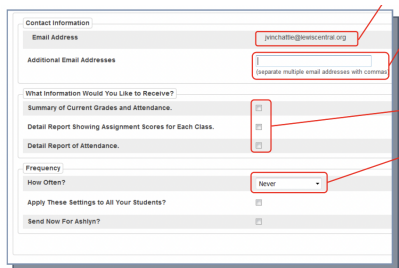 Contact Information
Email Address jvinchattle@lewiscentral.org
Additional Email Addresses
(separate multiple email addresses with commas
What Information Would You Like to Receive?
Summary of Current Grades and Attendance.
Detail Report Showing Assignment Scores for Each Class.
Detail Report of Attendance.
Frequency
How Often? Never
Apply These Settings to All Your Students?
Send Now For Ashlyn?